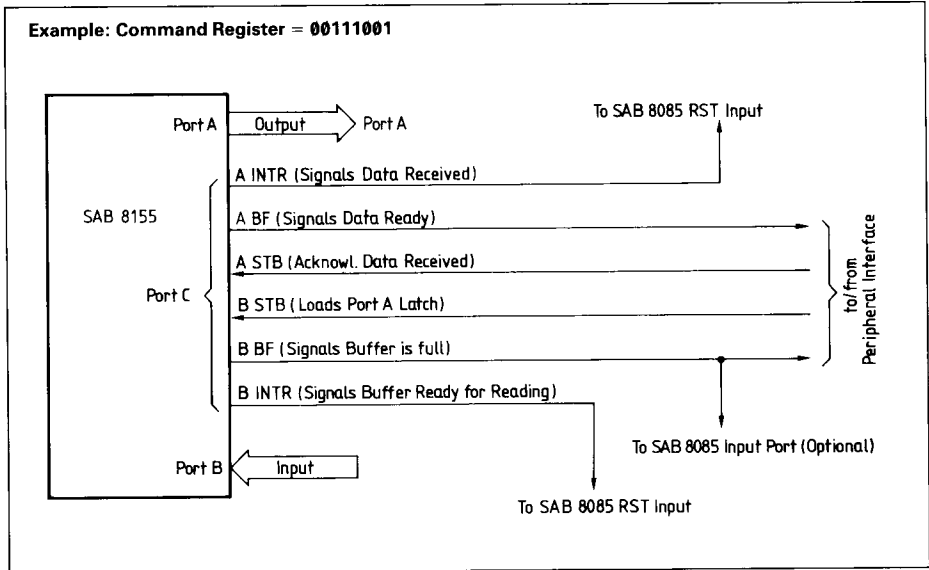 Example: Command Register = 00111001
Port A
Output
Port A
To SAB 8085 RST Input
A INTR (Signals Data Received)
SAB 8155
A BF (Signals Data Ready)
A STB (Acknowl. Data Received)
Port C
B STB (Loads Port A Latch)
to/from
Peripheral Interface
B BF (Signals Buffer is full)
B INTR (Signals Buffer Ready for Reading)
To SAB 8085 Input Port (Optional)
Port B
Input
To SAB 8085 RST Input